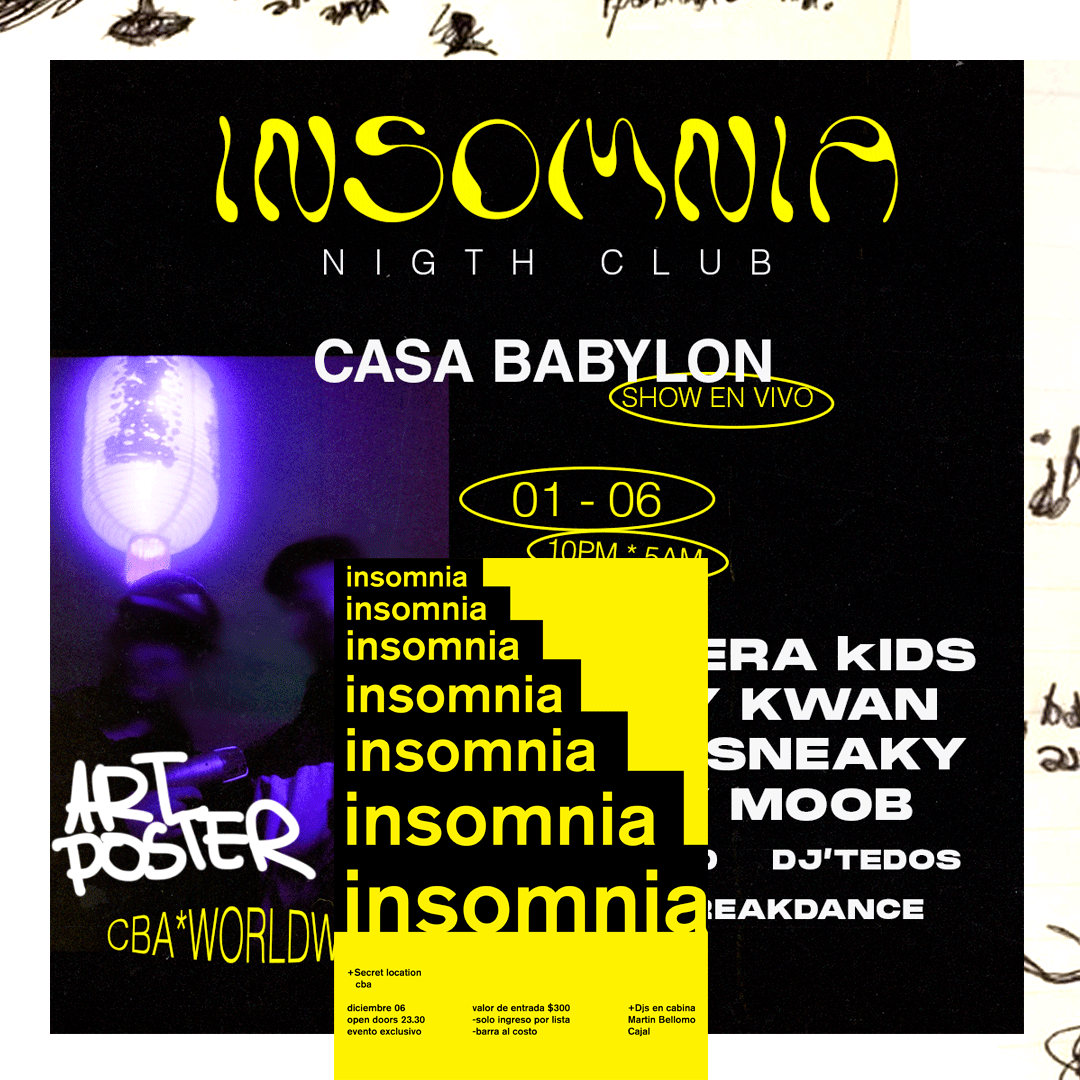 INSOMNIA
NIGTH CLUB
CASA BABYLON
SHOW EN VIVO
01 - 06
10PM * 5AM
ERA kIDS
KWAN
SNEAKY
MOOB
DJ'TEDOS
REAKDANCE
ART
POSTER
CBA*WORLDW
insomnia
insomnia
insomnia
insomnia
insomnia
insomnia
insomnia
+Secret location
cba
diciembre 06
open doors 23.30
evento exclusivo
valor de entrada $300
-solo ingreso por lista
-barra al costo
+Djs en cabina
Martin Bellomo
Cajal